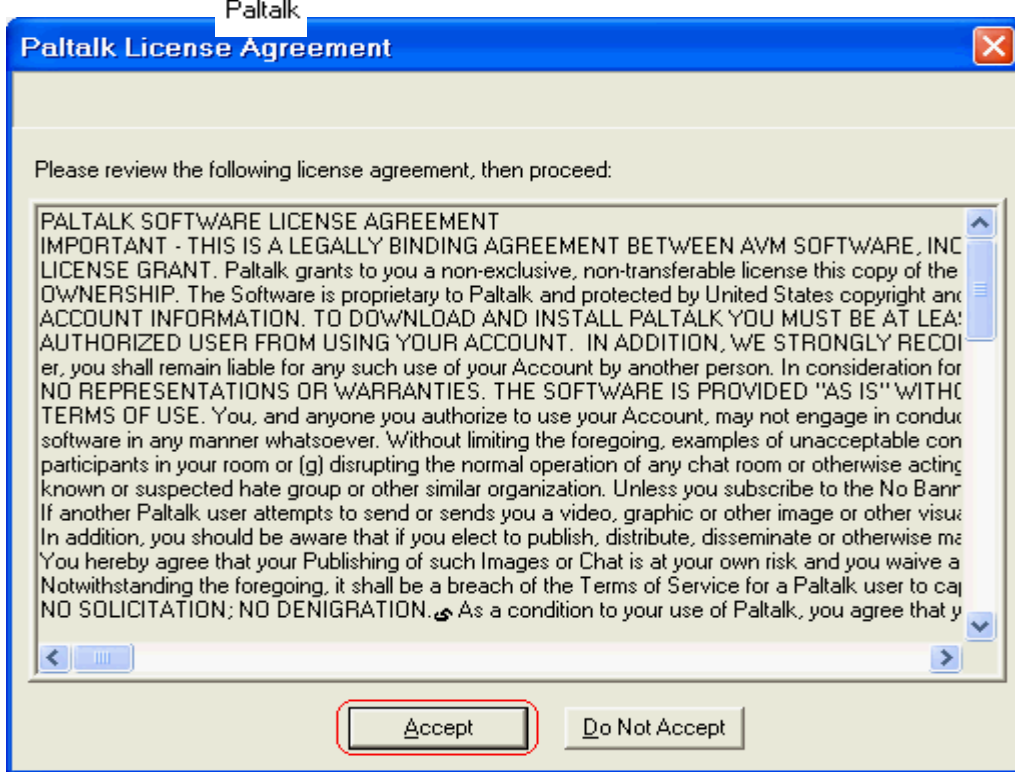 Paltalk
Paltalk License Agreement
Please review the following license agreement, then proceed:
PALTALK SOFTWARE LICENSE AGREEMENT
IMPORTANT - THIS IS A LEGALLY BINDING AGREEMENT BETWEEN AVM SOFTWARE, INC
LICENSE GRANT. Paltalk grants to you a non-exclusive, non-transferable license this copy of the
OWNERSHIP. The Software is proprietary to Paltalk and protected by United States copyright and
ACCOUNT INFORMATION. TO DOWNLOAD AND INSTALL PALTALK YOU MUST BE AT LEAS
AUTHORIZED USER FROM USING YOUR ACCOUNT.  IN ADDITION, WE STRONGLY RECO
er, you shall remain liable for any such use of your Account by another person. In consideration for
NO REPRESENTATIONS OR WARRANTIES. THE SOFTWARE IS PROVIDED "AS IS" WITHO
TERMS OF USE. You, and anyone you authorize to use your Account, may not engage in conduc
software in any manner whatsoever. Without limiting the foregoing, examples of unacceptable con
participants in your room or (g) disrupting the normal operation of any chat room or otherwise acting
known or suspected hate group or other similar organization. Unless you subscribe to the No Bann
If another Paltalk user attempts to send or sends you a video, graphic or other image or other visua
In addition, you should be aware that if you elect to publish, distribute, disseminate or otherwise ma
You hereby agree that your Publishing of such Images or Chat is at your own risk and you waive a
Notwithstanding the foregoing, it shall be a breach of the Terms of Service for a Paltalk user to cap
NO SOLICITATION; NO DENIGRATION.ی As a condition to your use of Paltalk, you agree that y
Accept
Do Not Accept